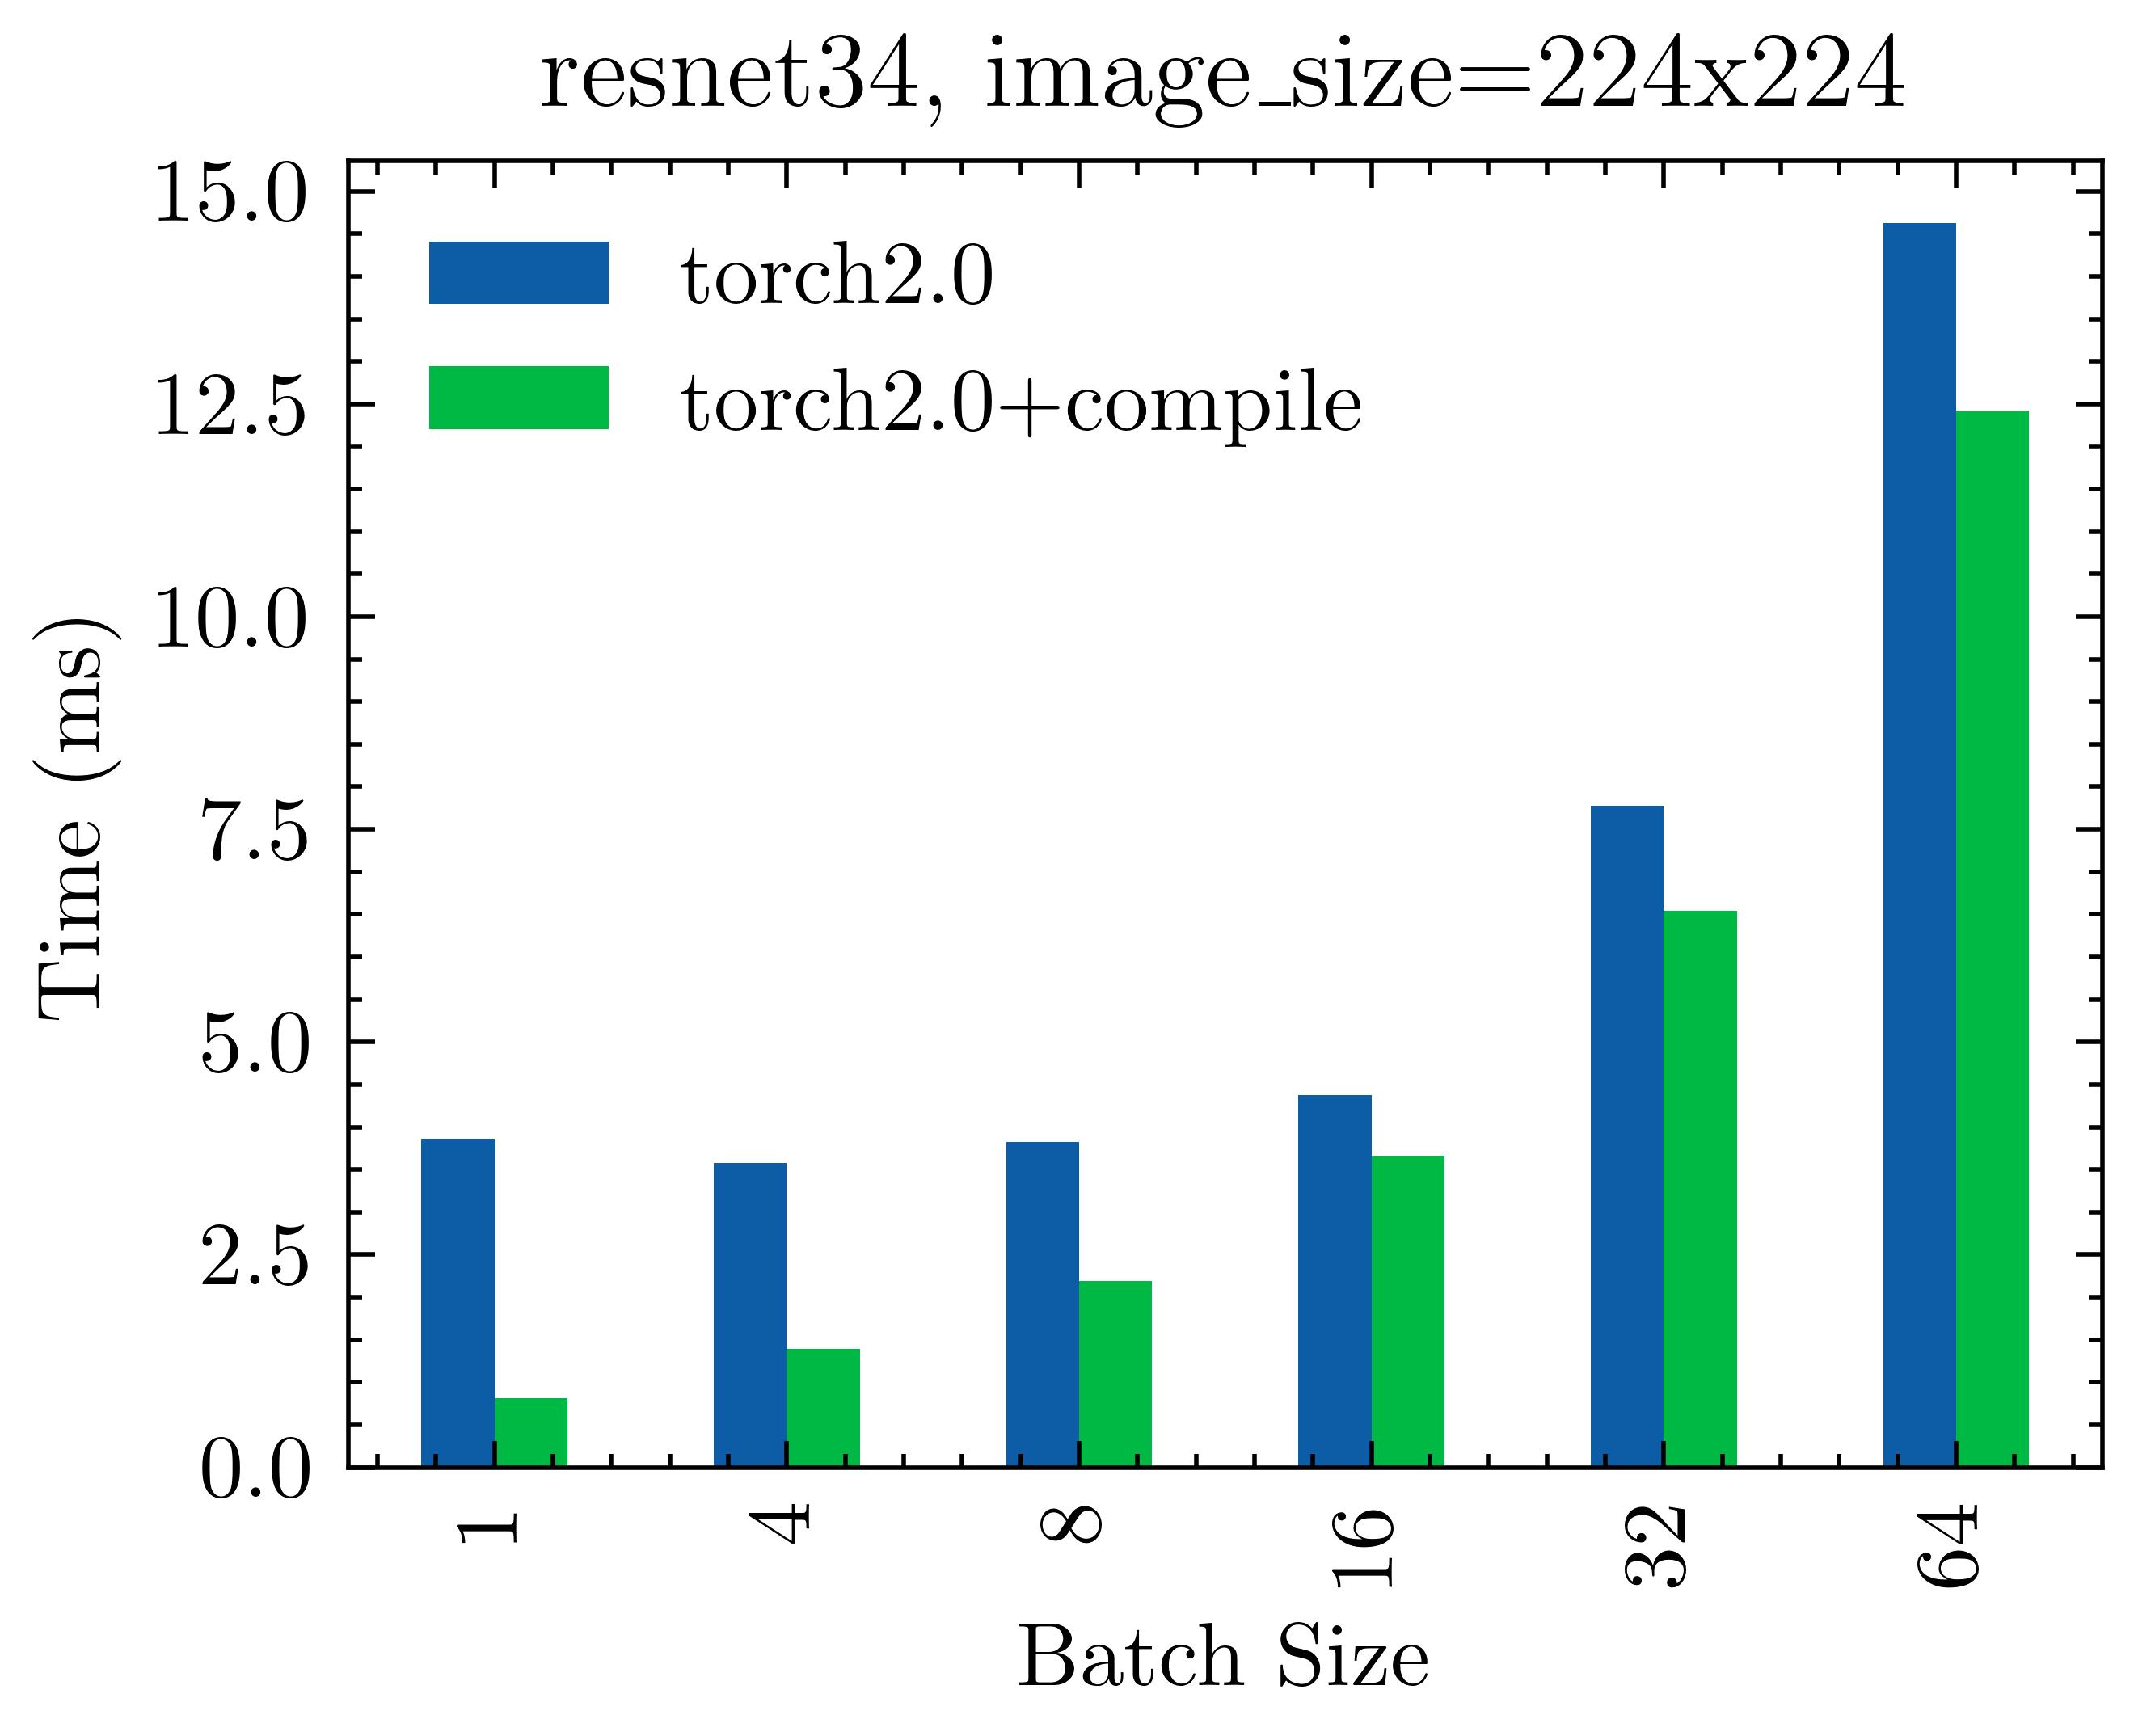 resnet34, image_size=224x224
torch2.0
torch2.0+compile
15.0
12.5
10.0
7.5
5.0
2.5
0.0
Time (ms)
1 4 8 16 32 64
Batch Size